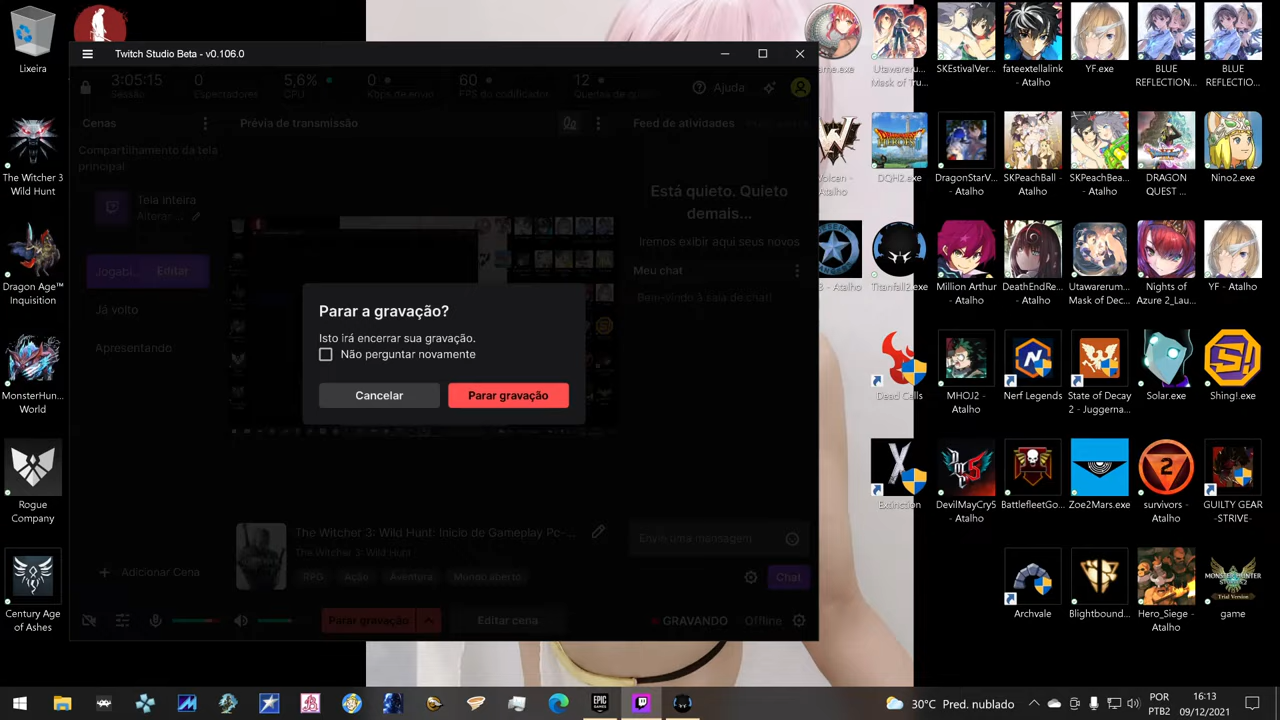 Lixeira
The Witcher 3
Wild Hunt
Dragon Age™
Inquisition
MonsterHun...
World
Rogue
Company
Century Age
of Ashes
Twitch Studio Beta - v0.106.0
3:05:15
Sessão
5,6%
CPU
0
Kbps de envio
60
FPS do codificador
12
Ajuda
Espectadores
Cenas
Prévia de transmissão
Feed de atividades
Compartilhamento da tela
principal
Tela inteira
Alterar ...
Jogabi...
Editar
Já volto
Apresentando
Adicionar Cena
Está quieto. Quieto
demais...
Iremos exibir aqui seus novos
Meu chat
Bem-vindo à sala de chat!
Parar a gravação?
Isto irá encerrar sua gravação.
Não perguntar novamente
Cancelar
Parar gravação
The Witcher 3: Wild Hunt: Inicio de Gameplay Pc-...
The Witcher 3: Wild Hunt
RPG
Ação
Aventura
Mundo aberto
Envie uma mensagem
Chat
Parar gravação
Editar cena
GRAVANDO
Offline
Utawareru...
Mask of Tru...
SKEstivalVer...
fateextellalink
- Atalho
YF.exe
BLUE
REFLECTION...
BLUE
REFLECTIO...
Volcen -
Atalho
DQH2.exe
DragonStarV...
- Atalho
SKPeachBall -
Atalho
SKPeachBea...
- Atalho
DRAGON
QUEST ...
Nino2.exe
B - Atalho
Titanfall2.exe
Million Arthur
- Atalho
DeathEndRe...
- Atalho
Utawarerum...
Mask of Dec...
Nights of
Azure 2_Lau...
YF - Atalho
Dead Cells
MHOJ2 -
Atalho
Nerf Legends
State of Decay
2 - Juggerna...
Solar.exe
Shing!.exe
Extinction
DevilMayCry5
- Atalho
BattlefleetGo...
Zoe2Mars.exe
survivors -
Atalho
GUILTY GEAR
-STRIVE-
Archvale
Blightbound...
Hero_Siege -
Atalho
game
30°C Pred. nublado
POR
PTB2
16:13
09/12/2021